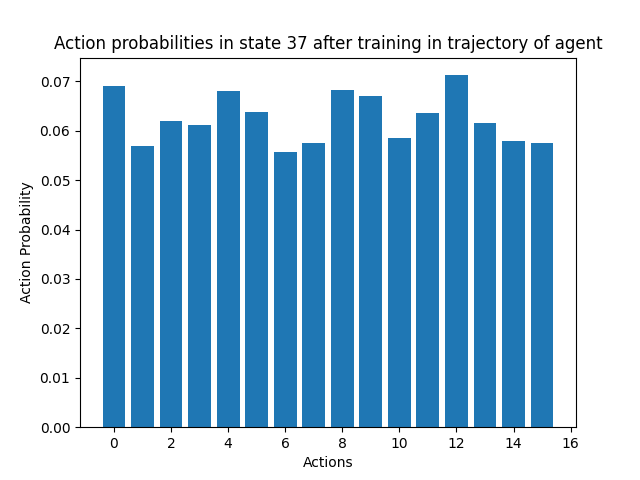 Action probabilities in state 37 after training in trajectory of agent
0.07
0.06
0.05
0.04
0.03
0.02
0.01
0.00
Action Probability
0 2 4 6 8 10 12 14 16
Actions